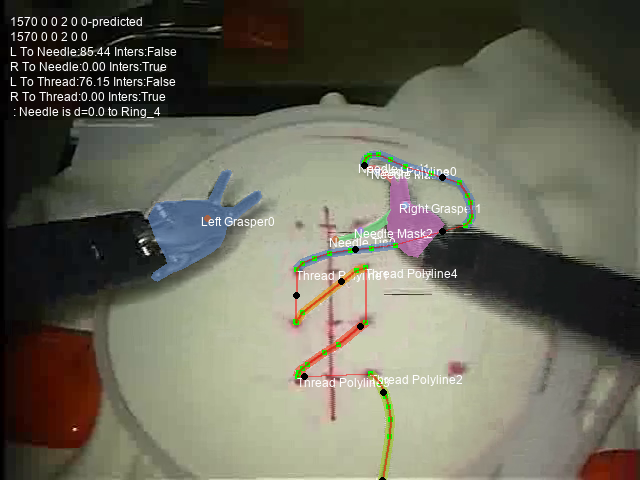 1570 0 0 2 0 0-predicted
1570 0 0 2 0 0
L To Needle:85.44 Inters:False
R To Needle:0.00 Inters:True
L To Thread:76.15 Inters:False
R To Thread:0.00 Inters:True
: Needle is d=0.0 to Ring_4
Left Grasper0
Right Grasper1
Needle Mask2
Thread Polyline4
Thread Polyline2